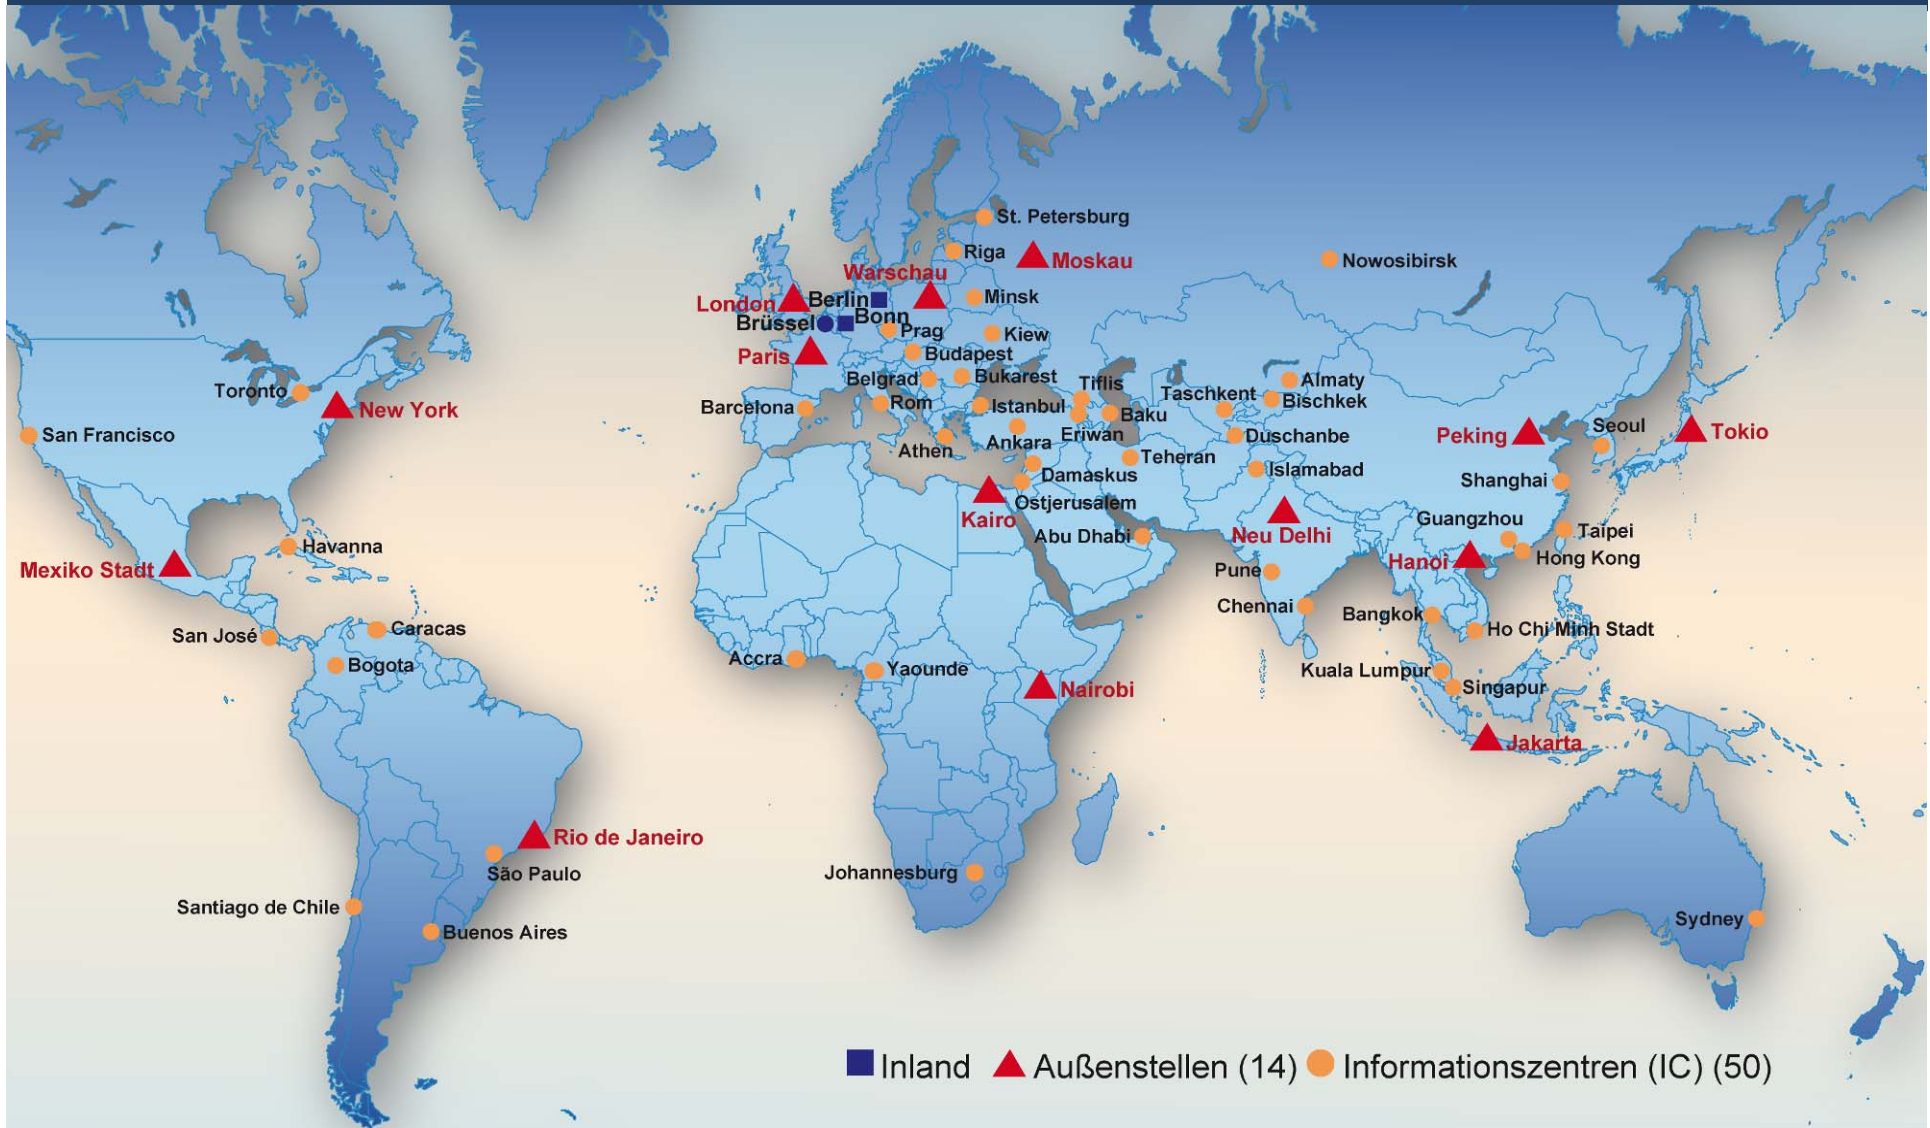 St. Petersburg
Riga
Moskau
Nowosibirsk
Warschau
London
Berlin
Minsk
Brüssel
Bonn
Prag
Kiew
Paris
Budapest
Belgrad
Bukarest
Tiflis
Almaty
Toronto
Taschkent
Bischkek
New York
Barcelona
Rom
Istanbul
Baku
San Francisco
Athen
Ankara
Eriwan
Duschanbe
Peking
Seoul
Tokio
Teheran
Islamabad
Damaskus
Shanghai
Ostjerusalem
Kairo
Neu Delhi
Guangzhou
Taipei
Abu Dhabi
Havanna
Hanoi
Hong Kong
Mexiko Stadt
Pune
Chennai
Bangkok
San José
Caracas
Ho Chi Minh Stadt
Bogota
Accra
Yaounde
Kuala Lumpur
Singapur
Nairobi
Jakarta
Rio de Janeiro
São Paulo
Johannesburg
Santiago de Chile
Buenos Aires
Sydney
Inland Außenstellen (14) Informationszentren (IC) (50)